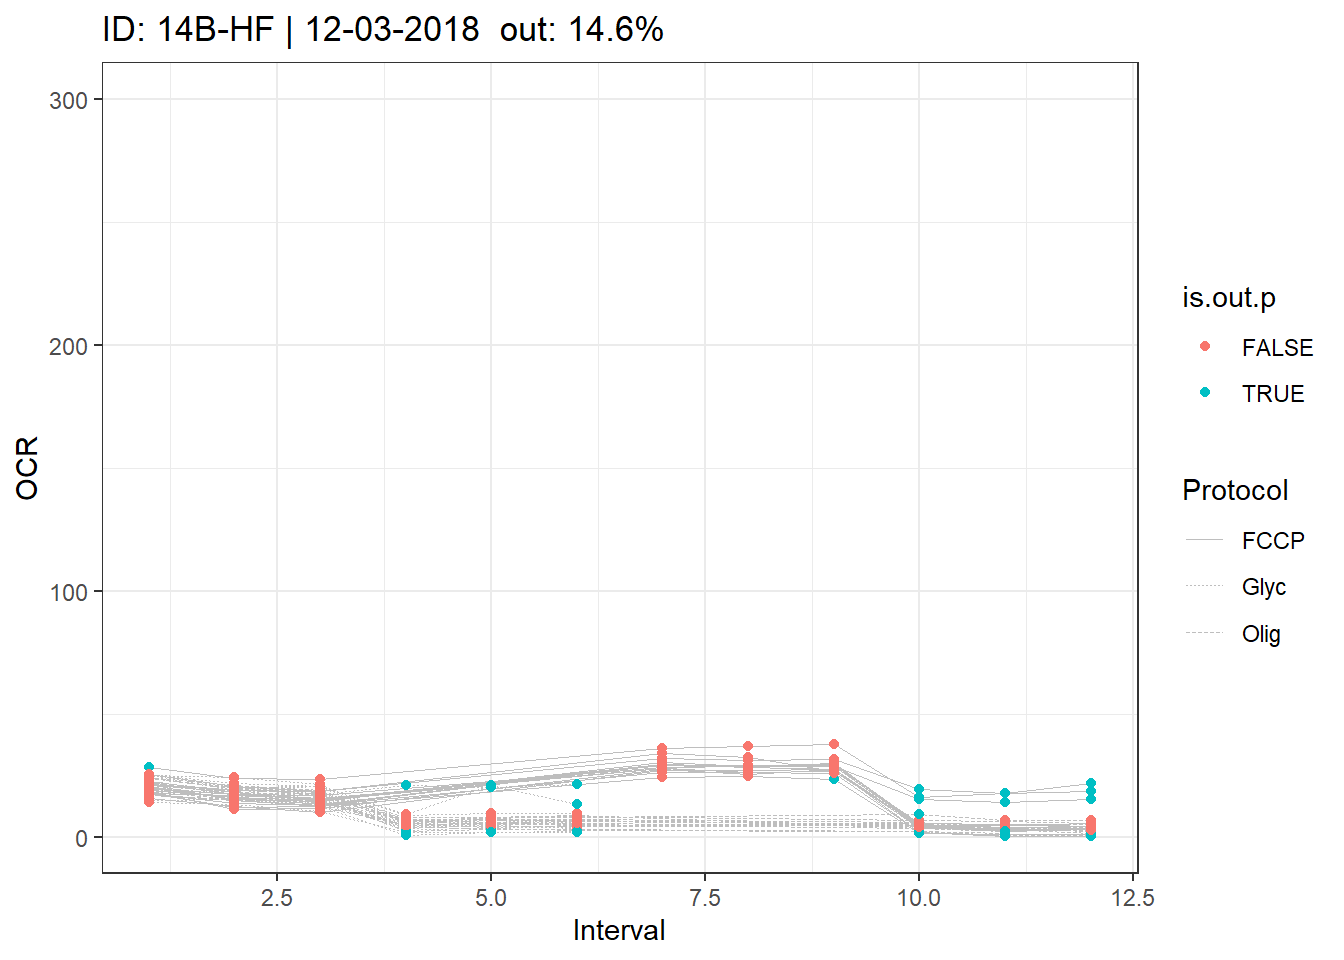 ID: 14B-HF | 12-03-2018  out: 14.6%
300
200
100
0
OCR
2.5
5.0
7.5
10.0
12.5
Interval
is.out.p
FALSE
TRUE
Protocol
FCCP
Glyc
Olig